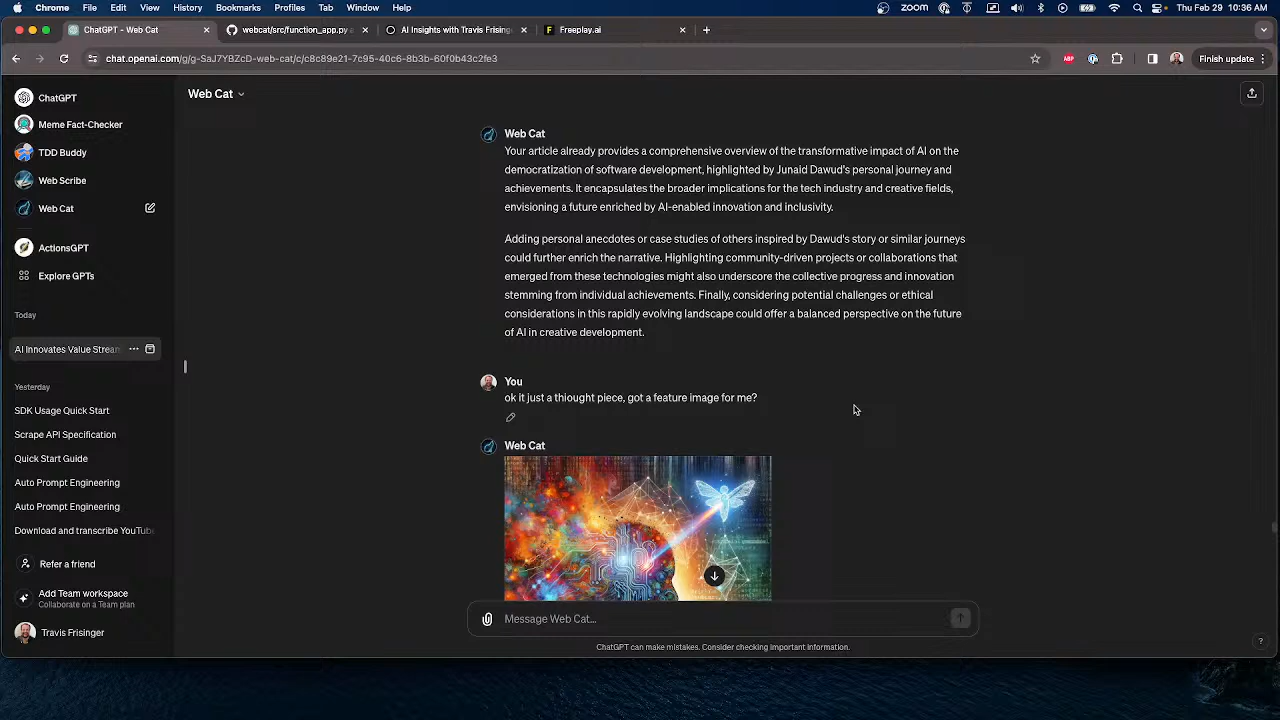 Chrome File Edit View History Bookmarks Profiles Tab Window Help
ZOOM Thu Feb 29 10:36 AM
ChatGPT - Web Cat
webcat/src/function_app.py
AI Insights with Travis Frising
Freeplay.ai
chat.openai.com/g/g-SaJ7YBZcD-web-cat/c/c8c89e21-7c95-40c6-8b3b-60f0b43c2fe3
ABP
Finish update
ChatGPT
Meme Fact-Checker
TDD Buddy
Web Scribe
Web Cat
ActionsGPT
Explore GPTs
Today
AI Innovates Value Stream
Yesterday
SDK Usage Quick Start
Scrape API Specification
Quick Start Guide
Auto Prompt Engineering
Auto Prompt Engineering
Download and transcribe YouTube
Refer a friend
Add Team workspace
Collaborate on a Team plan
Travis Frisinger
Web Cat
Web Cat
Your article already provides a comprehensive overview of the transformative impact of AI on the
democratization of software development, highlighted by Junaid Dawud's personal journey and
achievements. It encapsulates the broader implications for the tech industry and creative fields,
envisioning a future enriched by AI-enabled innovation and inclusivity.
Adding personal anecdotes or case studies of others inspired by Dawud's story or similar journeys
could further enrich the narrative. Highlighting community-driven projects or collaborations that
emerged from these technologies might also underscore the collective progress and innovation
stemming from individual achievements. Finally, considering potential challenges or ethical
considerations in this rapidly evolving landscape could offer a balanced perspective on the future
of AI in creative development.
You
ok it just a thiought piece, got a feature image for me?
Web Cat
Message Web Cat...
ChatGPT can make mistakes. Consider checking important information.
?